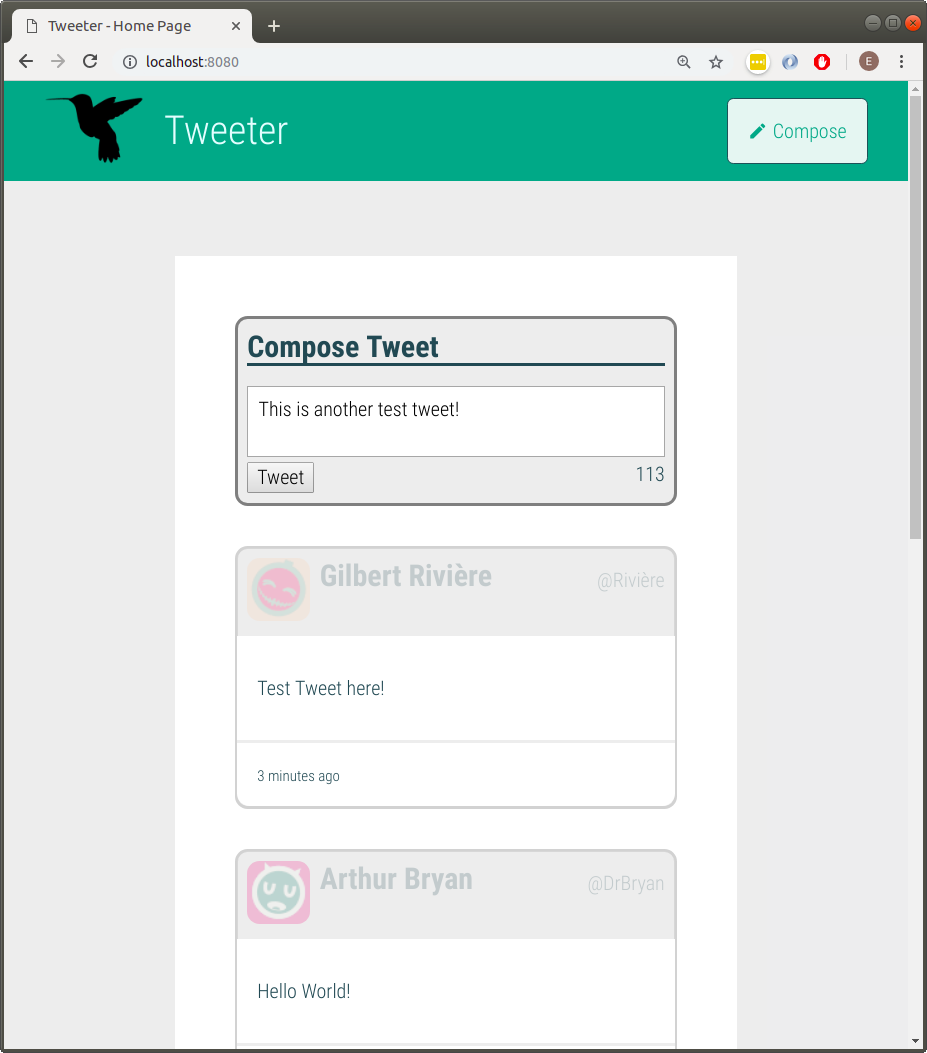 Tweeter - Home Page
localhost:8080
E
Tweeter
Compose
Compose Tweet
This is another test tweet!
Tweet
113
Gilbert Rivière
@Rivière
Test Tweet here!
3 minutes ago
Arthur Bryan
@DrBryan
Hello World!